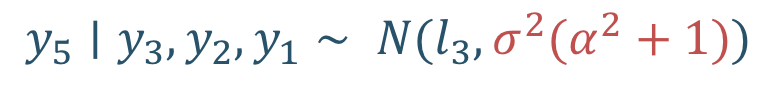 y₅ | y₃, y₂, y₁ ~ N(l₃, σ²(α² + 1))